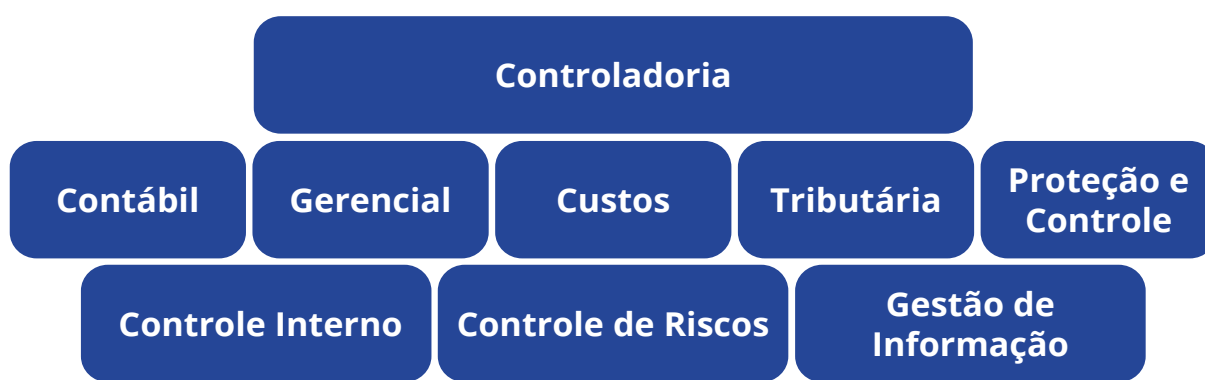 Controladoria
Contábil
Gerencial
Custos
Tributária
Proteção e
Controle
Controle Interno
Controle de Riscos
Gestão de
Informação